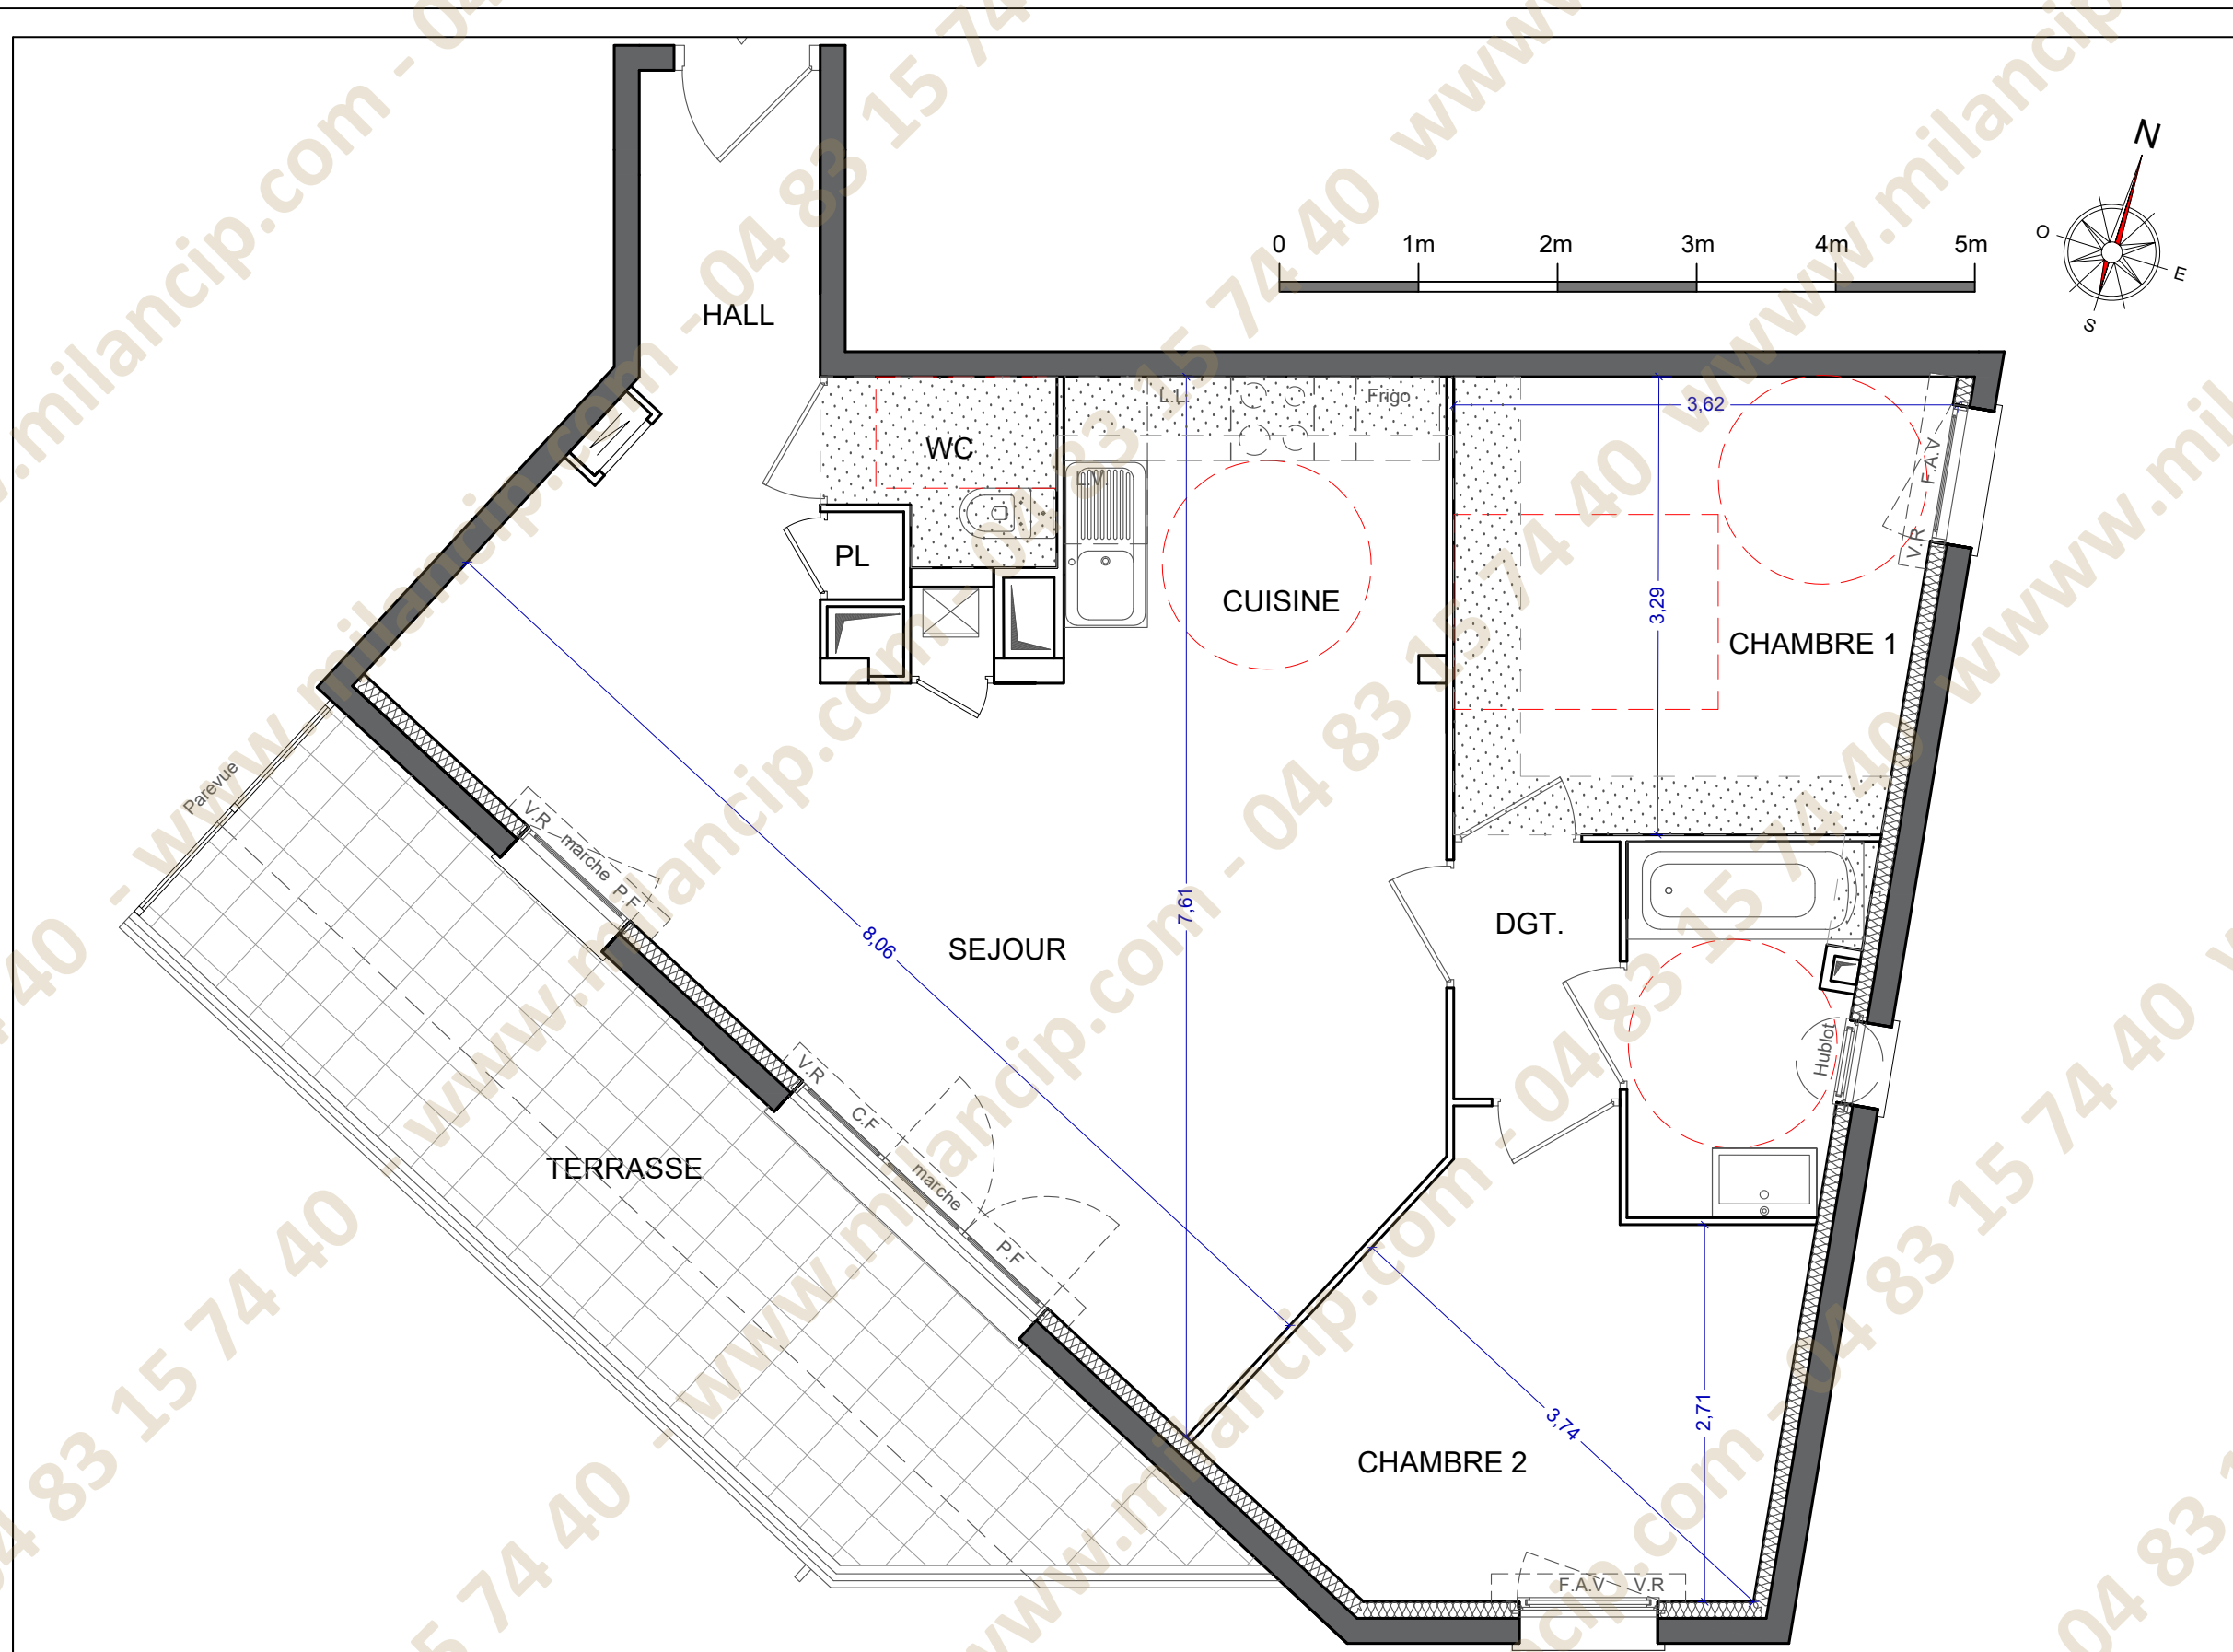 N
O
E
S
0 1m 2m 3m 4m 5m
HALL
WC
L.L.
Frigo
3,62
F.A.V
V.R
L.V.
PL
CUISINE
3,29
CHAMBRE 1
Parevue
V.R
marche
P.F
8,06
SEJOUR
7,61
DGT.
Hublot
V.R
C.F
marche
P.F
TERRASSE
3,74
2,71
CHAMBRE 2
F.A.V
V.R
www.milancip.com - 04 83 15 74 40